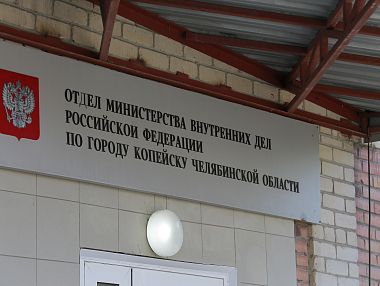 ОТДЕЛ МИНИСТЕРСТВА ВНУТРЕННИХ ДЕЛ
РОССИЙСКОЙ ФЕДЕРАЦИИ
ПО ГОРОДУ КОПЕЙСКУ ЧЕЛЯБИНСКОЙ ОБЛАСТИ